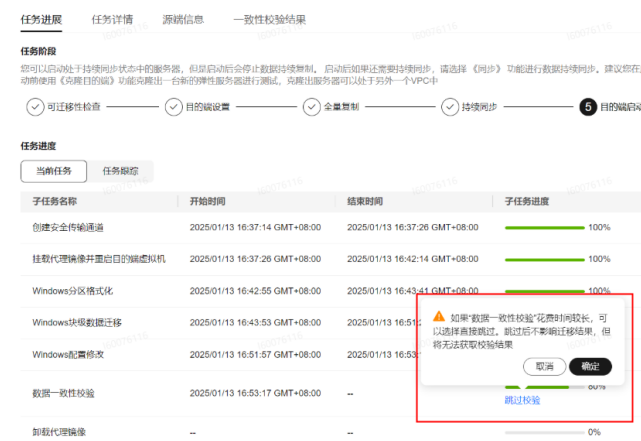 任务进展 任务详情 源端信息 一致性校验结果
任务阶段
您可以启动处于持续同步状态中的服务器，但是启动后会停止数据持续复制。 启动后如果还需要持续同步，请选择 《同步》 功能进行数据持续同步。建议您在
动前使用《克隆目的端》功能克隆出一台新的弹性服务器进行测试，克隆出服务器可以处于另外一个VPC中
可迁移性检查 目的端设置 全量复制 持续同步 5 目的端启动
任务进度
当前任务 任务跟踪
子任务名称 开始时间 结束时间 子任务进度
创建安全传输通道 2025/01/13 16:37:14 GMT+08:00 2025/01/13 16:37:26 GMT+08:00 100%
挂载代理镜像并重启目的端虚拟机 2025/01/13 16:37:26 GMT+08:00 2025/01/13 16:42:14 GMT+08:00 100%
Windows分区格式化 2025/01/13 16:42:55 GMT+08:00 2025/01/13 16:43:41 GMT+08:00 100%
Windows块级数据迁移 2025/01/13 16:43:53 GMT+08:00 2025/01/13 16:51:2
Windows配置修改 2025/01/13 16:51:57 GMT+08:00 2025/01/13 16:53:
如果“数据一致性校验”花费时间较长，可
以选择直接跳过。跳过后不影响迁移结果，但
将无法获取校验结果
取消 确定
数据一致性校验 2025/01/13 16:53:17 GMT+08:00 -- 80%
跳过校验
卸载代理镜像 -- -- 0%